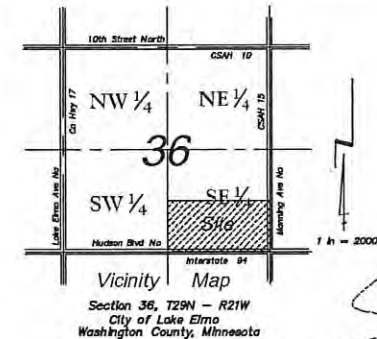 10th Street North
CSAH 10
Co Hwy 17
NW 1/4
NE 1/4
CSAH 15
36
Lake Elmo Ave No
SW 1/4
SE 1/4
Site
Manning Ave No
Hudson Blvd No
Interstate 94
1 in = 2000
Vicinity Map
Section 36, T29N – R21W
City of Lake Elmo
Washington County, Minnesota